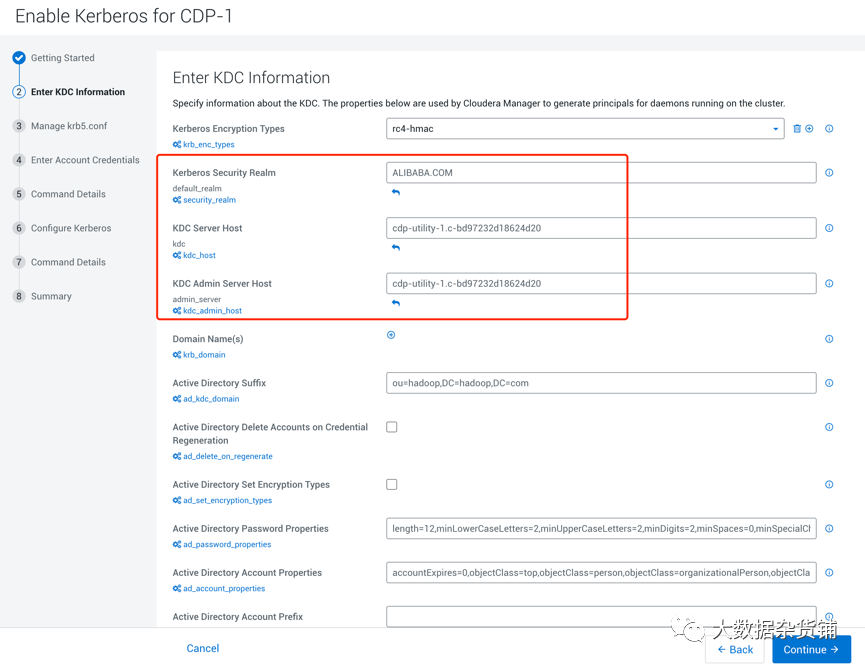 Enable Kerberos for CDP-1
Getting Started
2 Enter KDC Information
3 Manage krb5.conf
4 Enter Account Credentials
5 Command Details
6 Configure Kerberos
7 Command Details
8 Summary
Enter KDC Information
Specify information about the KDC. The properties below are used by Cloudera Manager to generate principals for daemons running on the cluster.
Kerberos Encryption Types
krb_enc_types
rc4-hmac
Kerberos Security Realm
default_realm
security_realm
ALIBABA.COM
KDC Server Host
kdc
kdc_host
cdp-utility-1.c-bd97232d18624d20
KDC Admin Server Host
admin_server
kdc_admin_host
cdp-utility-1.c-bd97232d18624d20
Domain Name(s)
krb_domain
Active Directory Suffix
ad_kdc_domain
ou=hadoop,DC=hadoop,DC=com
Active Directory Delete Accounts on Credential
Regeneration
ad_delete_on_regenerate
Active Directory Set Encryption Types
ad_set_encryption_types
Active Directory Password Properties
ad_password_properties
length=12,minLowerCaseLetters=2,minUpperCaseLetters=2,minDigits=2,minSpaces=0,minSpecialCh
Active Directory Account Properties
ad_account_properties
accountExpires=0,objectClass=top,objectClass=person,objectClass=organizationalPerson,objectCla
Active Directory Account Prefix
大数据杂货铺
Cancel
← Back
Continue →